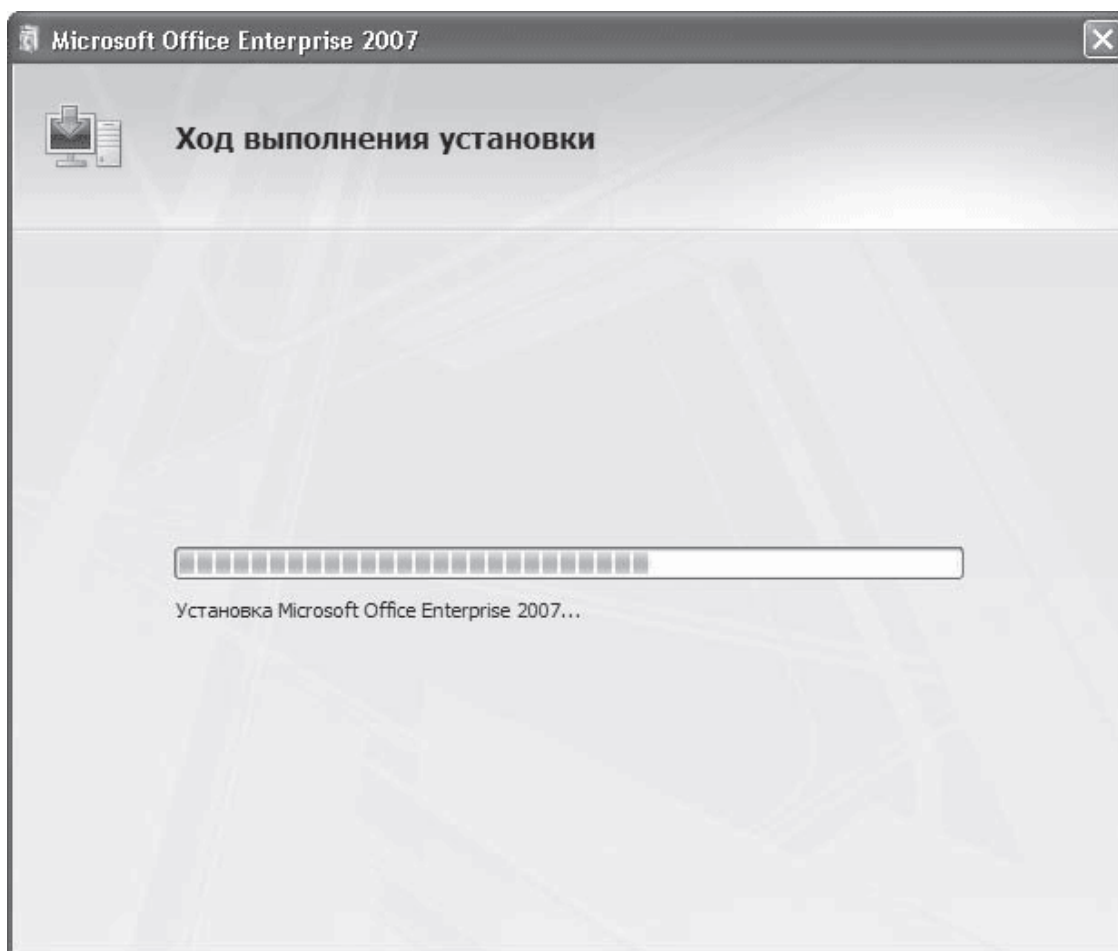 Microsoft Office Enterprise 2007
Ход выполнения установки
Установка Microsoft Office Enterprise 2007...